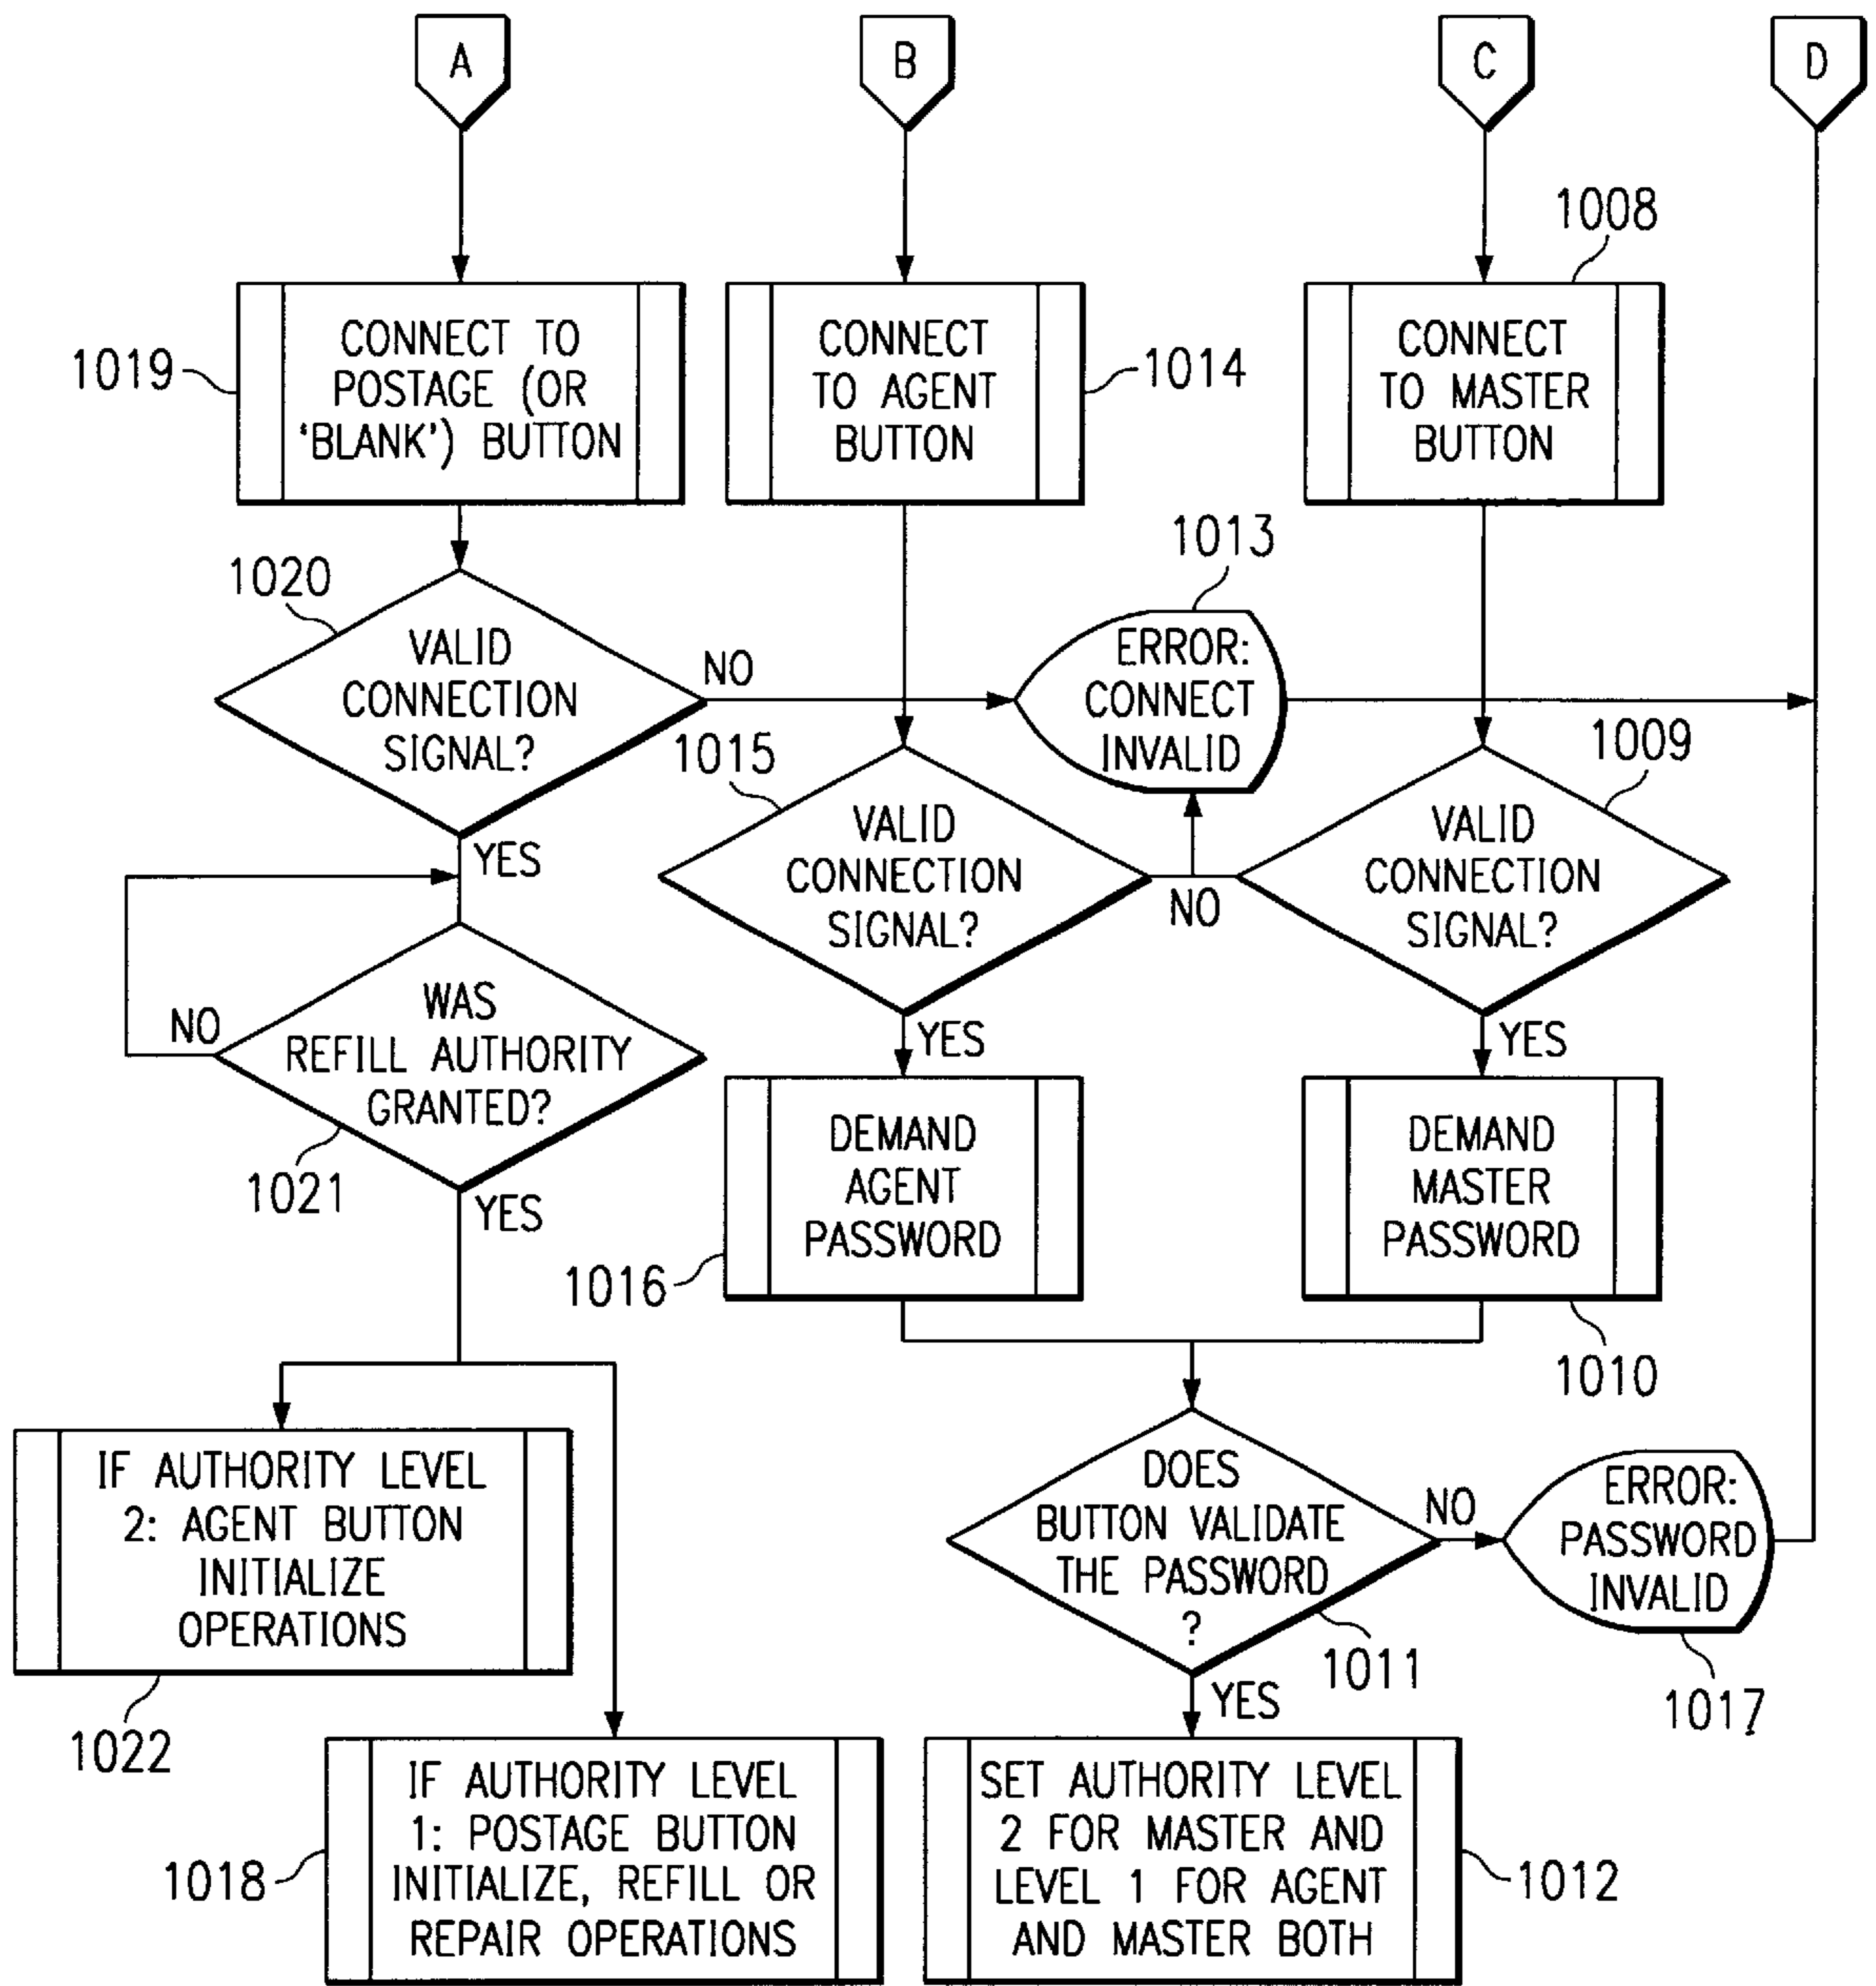 A
B
C
D
1008
CONNECT TO
POSTAGE (OR
'BLANK') BUTTON
1019
CONNECT
TO AGENT
BUTTON
1014
CONNECT
TO MASTER
BUTTON
1013
1020
VALID
CONNECTION
SIGNAL?
NO
ERROR:
CONNECT
INVALID
1015
1009
YES
VALID
CONNECTION
SIGNAL?
NO
VALID
CONNECTION
SIGNAL?
NO
WAS
REFILL AUTHORITY
GRANTED?
1021
YES
YES
YES
DEMAND
AGENT
PASSWORD
1016
DEMAND
MASTER
PASSWORD
1010
IF AUTHORITY LEVEL
2: AGENT BUTTON
INITIALIZE
OPERATIONS
1022
DOES
BUTTON VALIDATE
THE PASSWORD
?
1011
NO
ERROR:
PASSWORD
INVALID
1017
YES
IF AUTHORITY LEVEL
1: POSTAGE BUTTON
INITIALIZE, REFILL OR
REPAIR OPERATIONS
1018
SET AUTHORITY LEVEL
2 FOR MASTER AND
LEVEL 1 FOR AGENT
AND MASTER BOTH
1012